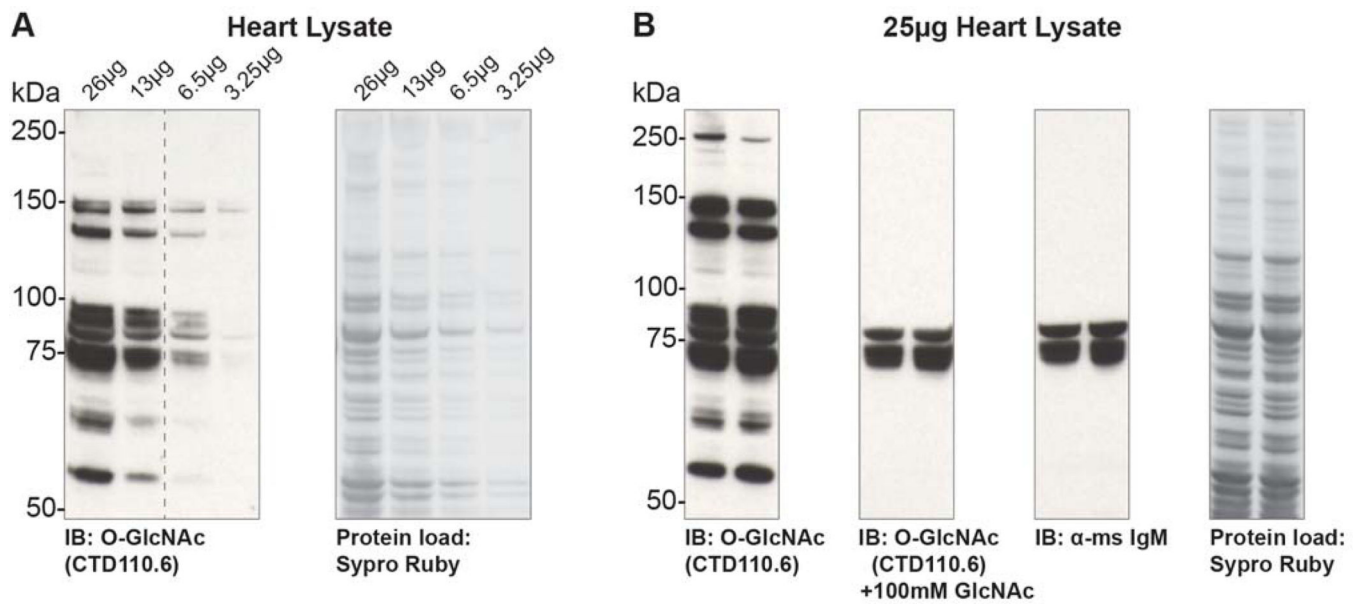 A
Heart Lysate
kDa
26µg
13µg
6.5µg
3.25µg
26µg
13µg
6.5µg
3.25µg
250
150
100
75
50
IB: O-GlcNAc
(CTD110.6)
Protein load:
Sypro Ruby
B
25µg Heart Lysate
kDa
250
150
100
75
50
IB: O-GlcNAc
(CTD110.6)
IB: O-GlcNAc
(CTD110.6)
+100mM GlcNAc
IB: α-ms IgM
Protein load:
Sypro Ruby